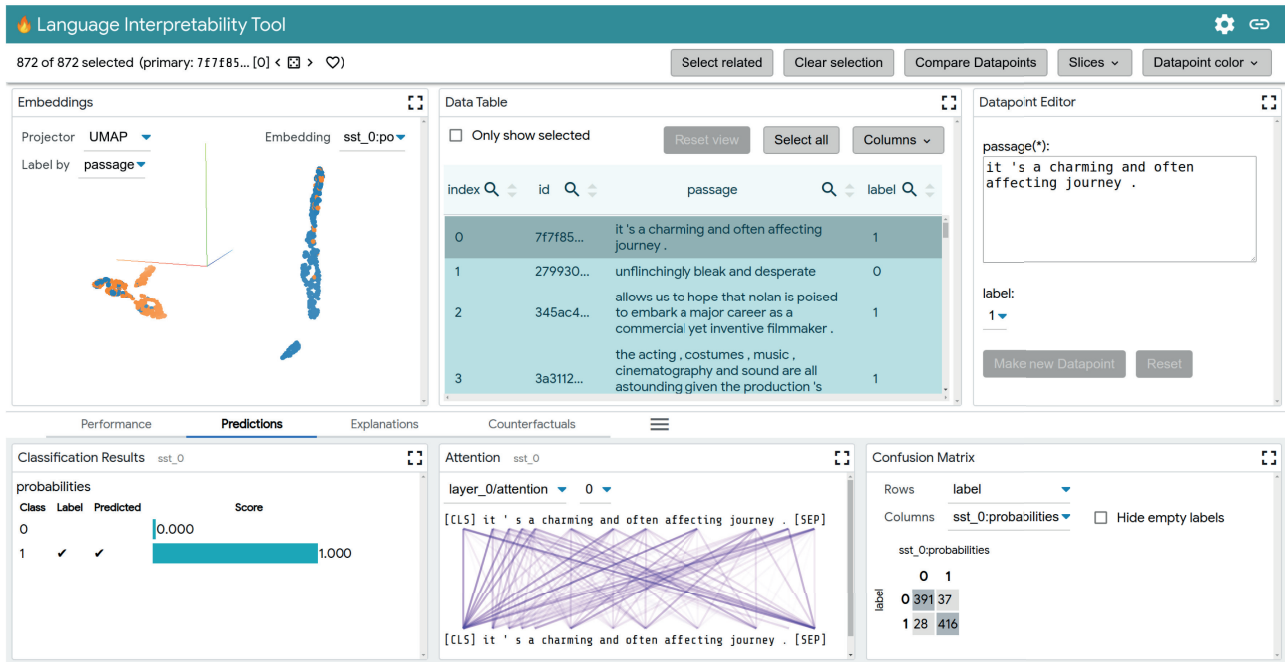 Language Interpretability Tool
872 of 872 selected (primary: 7f7f85... [0] < > )
Select related
Clear selection
Compare Datapoints
Slices
Datapoint color
Embeddings
Projector UMAP
Embedding sst_0:po
Label by passage
Data Table
Only show selected
Reset view
Select all
Columns
index id passage label
0 7f7f85... it 's a charming and often affecting 1
journey .
1 279930... unflinchingly bleak and desperate 0
allows us to hope that nolan is poised
2 345ac4... to embark a major career as a 1
commercial yet inventive filmmaker .
the acting , costumes , music ,
cinematography and sound are all
3 3a3112... astounding given the production 's 1
Datapoint Editor
passage(*):
it 's a charming and often
affecting journey .
label:
1
Make new Datapoint
Reset
Performance
Predictions
Explanations
Counterfactuals
Classification Results sst_0
probabilities
Class Label Predicted Score
0 0.000
1 ✔ ✔ 1.000
Attention sst_0
layer_0/attention 0
[CLS] it ' s a charming and often affecting journey . [SEP]
[CLS] it ' s a charming and often affecting journey . [SEP]
Confusion Matrix
Rows label
Columns sst_0:probabilities
Hide empty labels
sst_0:probabilities
0 1
label
0 391 37
1 28 416